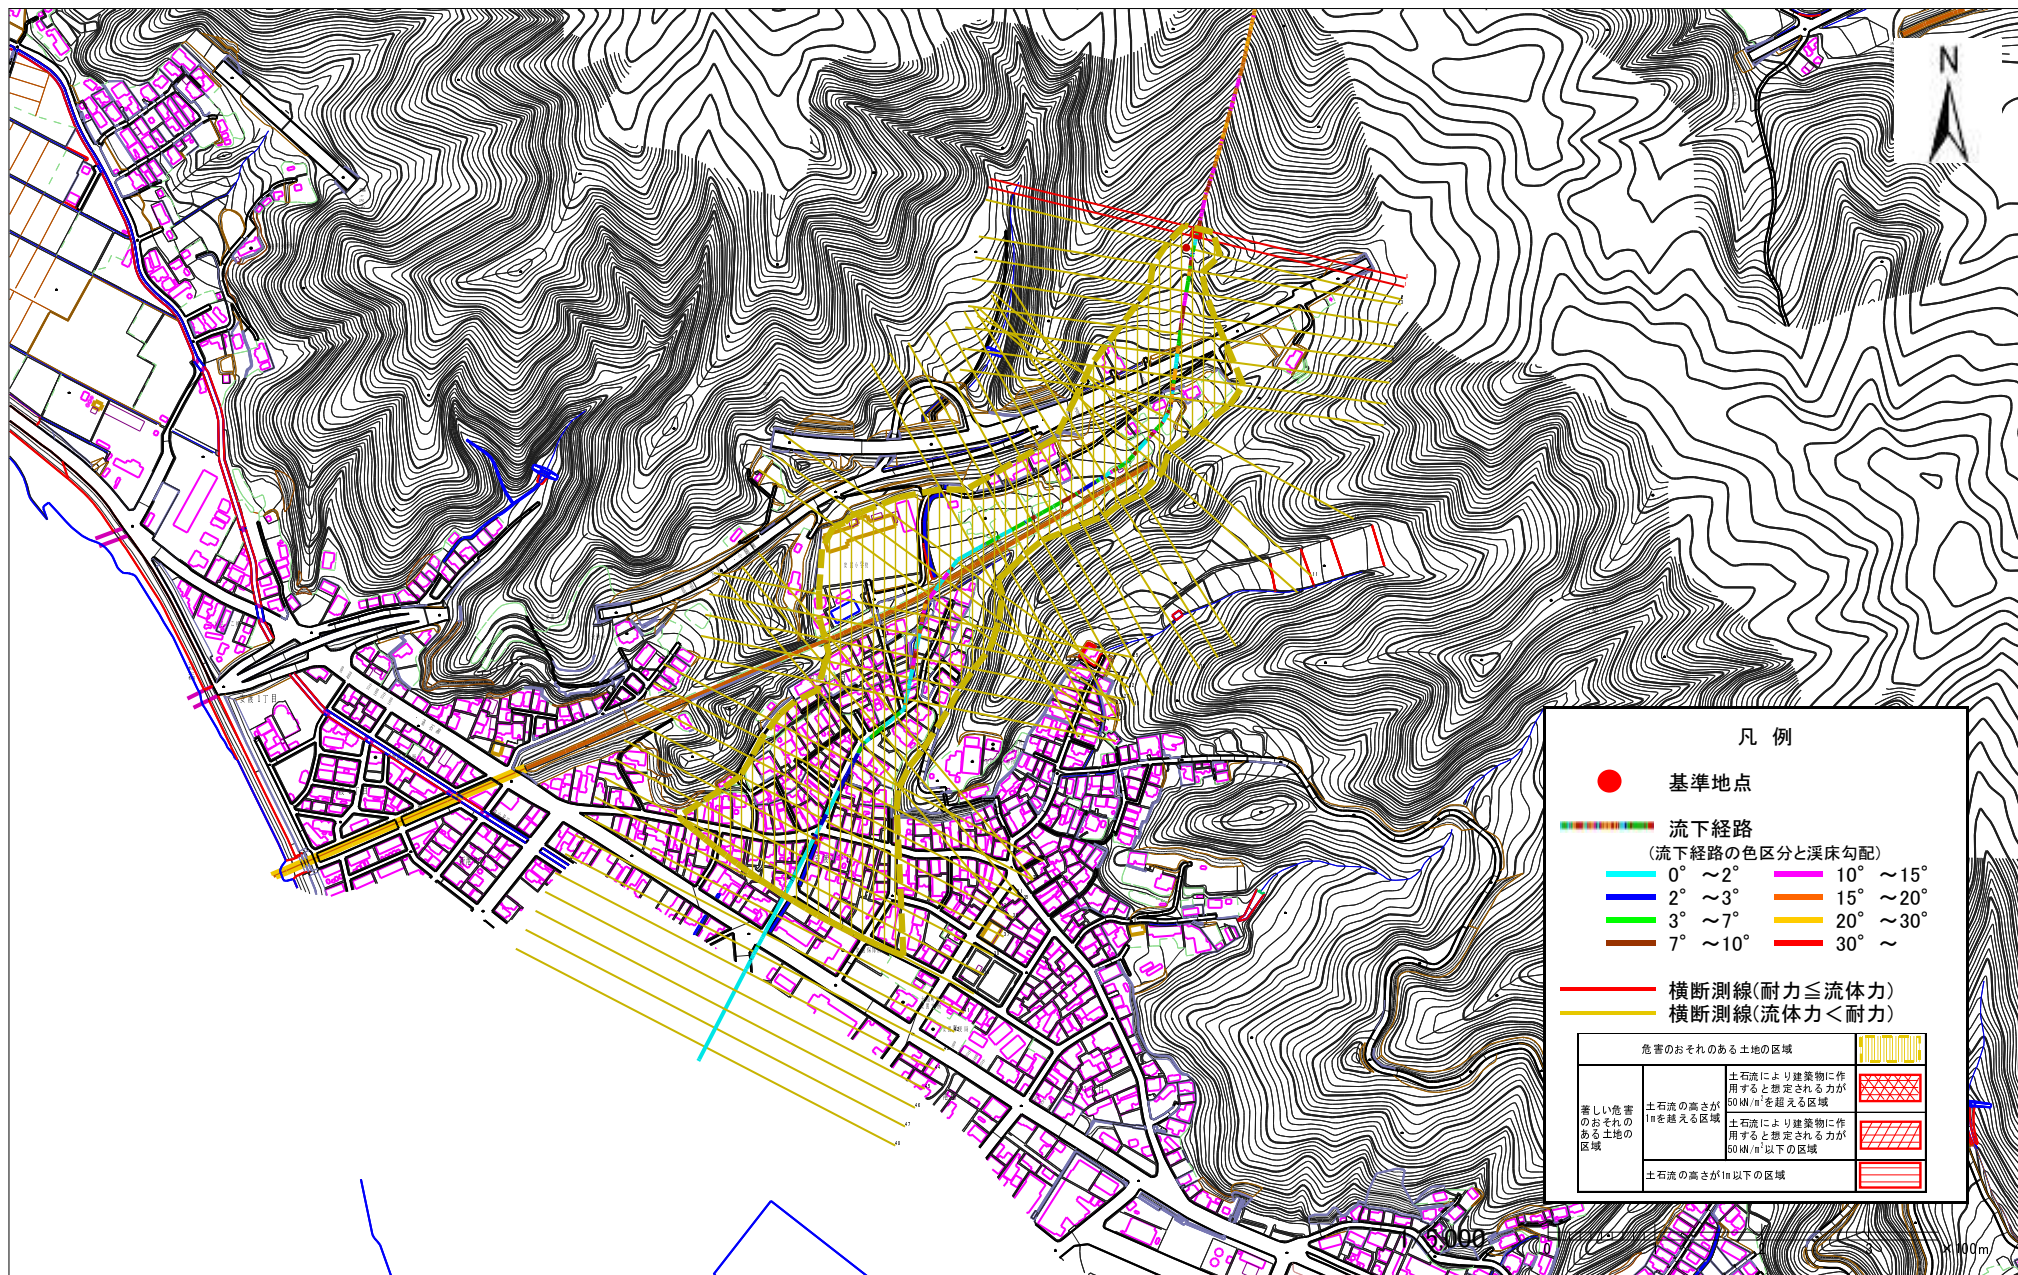 N
凡 例
基準地点
流下経路
(流下経路の色区分と渓床勾配)
0° ～2° 10° ～15°
2° ～3° 15° ～20°
3° ～7° 20° ～30°
7° ～10° 30° ～
横断測線(耐力≦流体力)
横断測線(流体力＜耐力)
危害のおそれのある土地の区域
著しい危害
のおそれの
ある土地の
区域
土石流の高さが
1mを越える区域
土石流により建築物に作
用すると想定される力が
50kN/m²を超える区域
土石流により建築物に作
用すると想定される力が
50kN/m²以下の区域
土石流の高さが1m以下の区域
46
47
48
5,000
0
3
×100m